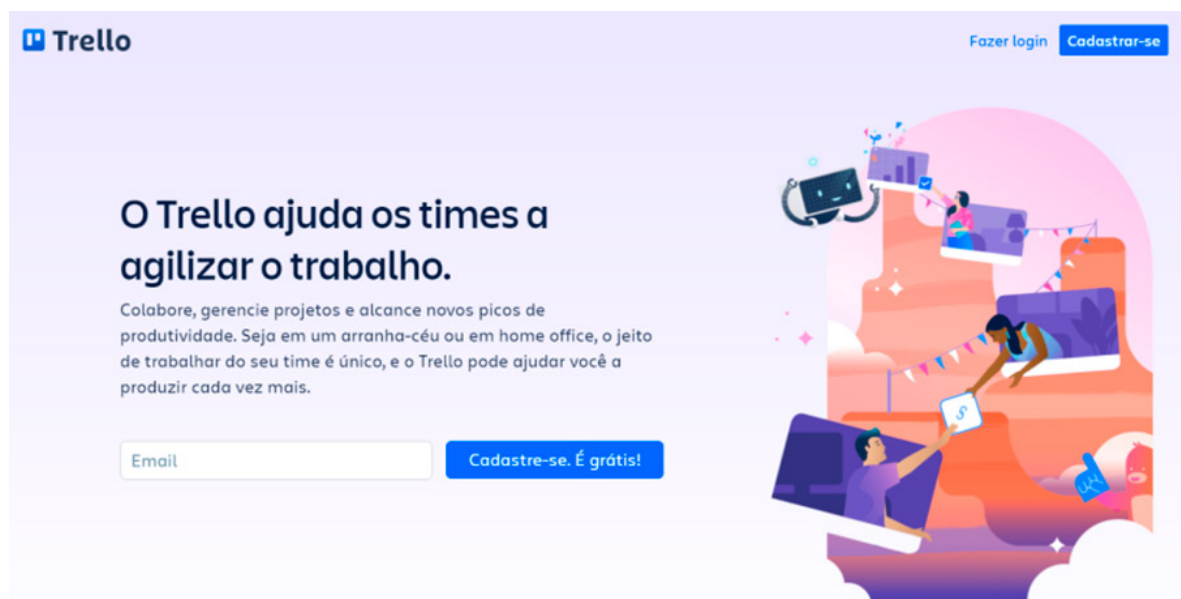 Trello
Fazer login
Cadastrar-se
O Trello ajuda os times a
agilizar o trabalho.
Colabore, gerencie projetos e alcance novos picos de
produtividade. Seja em um arranha-céu ou em home office, o jeito
de trabalhar do seu time é único, e o Trello pode ajudar você a
produzir cada vez mais.
Email
Cadastre-se. É grátis!